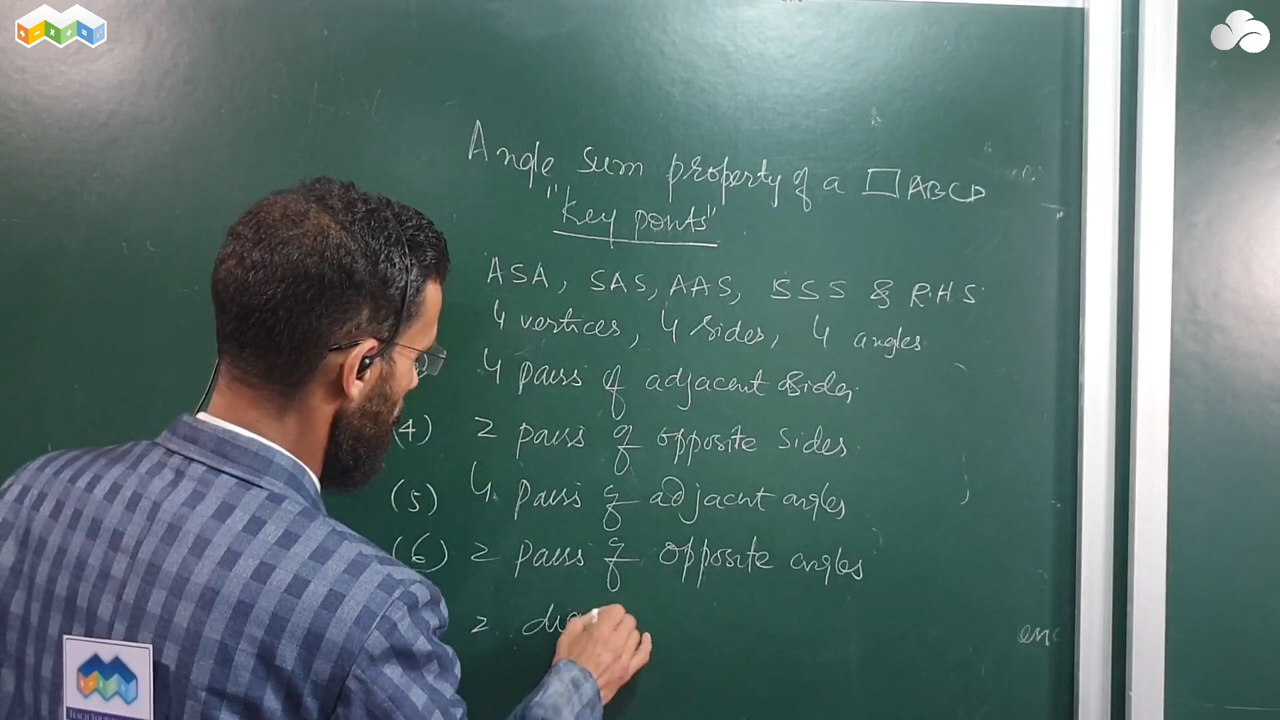 Angle sum property of a □ABCD
"Key points"
ASA, SAS, AAS, SSS & R.H.S
4 vertices, 4 sides, 4 angles
4 pairs of adjacent sides
(4) 2 pairs of opposite sides.
(5) 4 pairs of adjacent angles
(6) 2 pairs of opposite angles
2 dia